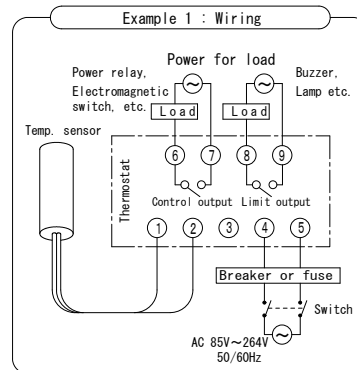 Example 1 : Wiring
Power for load
Power relay,
Electromagnetic
switch, etc.
Buzzer,
Lamp etc.
Load
Load
Temp. sensor
6 7 8 9
Thermostat
Control output
Limit output
1 2 3 4 5
Breaker or fuse
Switch
AC 85V～264V
50/60Hz